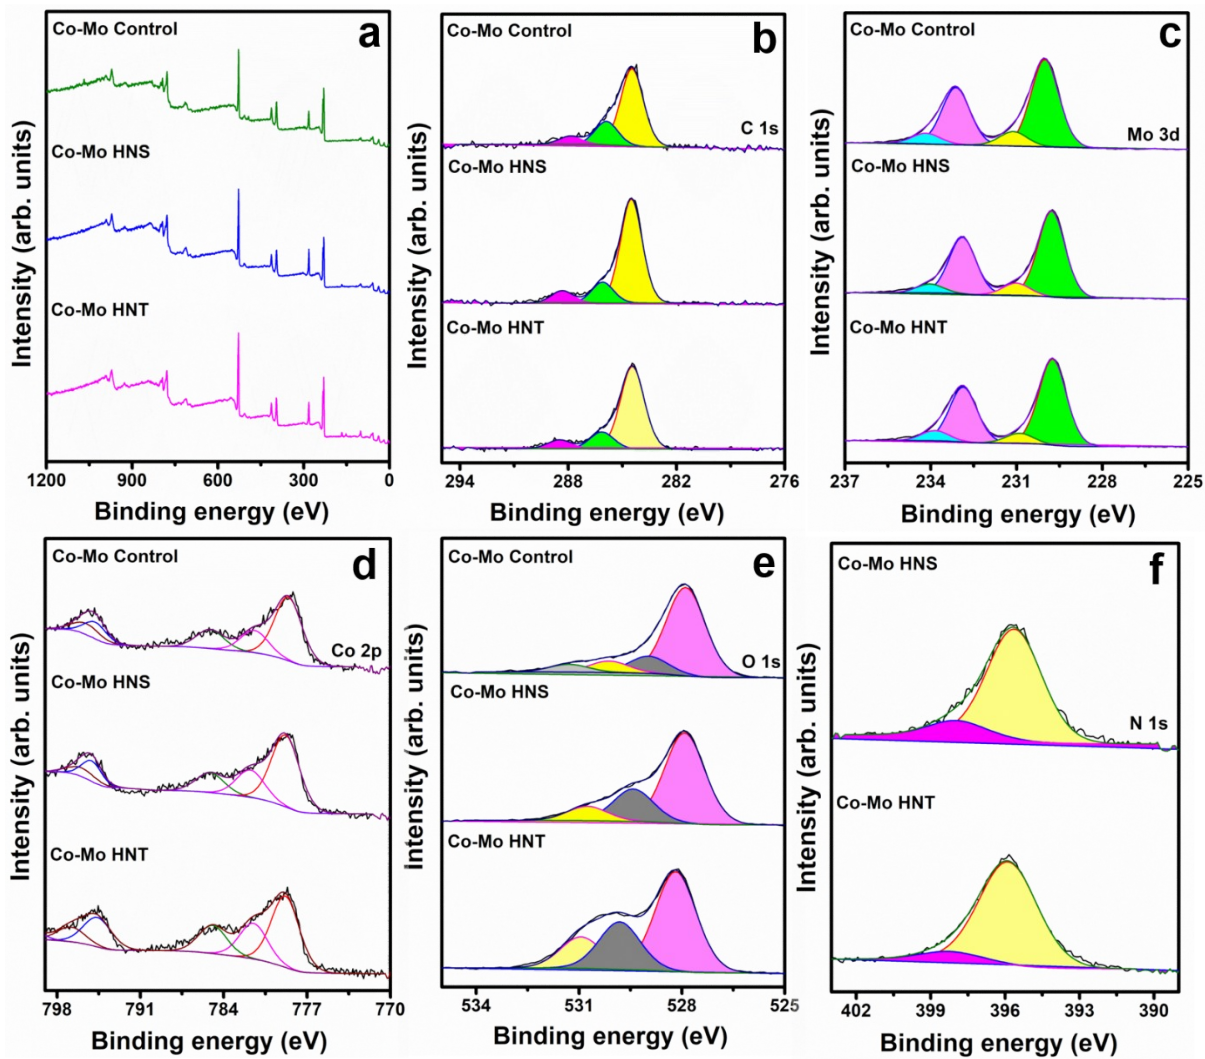 Co-Mo Control
a
Co-Mo HNS
Co-Mo HNT
Intensity (arb. units)
1200 900 600 300 0
Binding energy (eV)
Co-Mo Control
b
C 1s
Co-Mo HNS
Co-Mo HNT
Intensity (arb. units)
294 288 282 276
Binding energy (eV)
Co-Mo Control
c
Mo 3d
Co-Mo HNS
Co-Mo HNT
Intensity (arb. units)
237 234 231 228 225
Binding energy (eV)
Co-Mo Control
d
Co 2p
Co-Mo HNS
Co-Mo HNT
Intensity (arb. units)
798 791 784 777 770
Binding energy (eV)
Co-Mo Control
e
O 1s
Co-Mo HNS
Co-Mo HNT
intensity (arb. units)
534 531 528 525
Binding energy (eV)
Co-Mo HNS
f
N 1s
Co-Mo HNT
Intensity (arb. units)
402 399 396 393 390
Binding energy (eV)